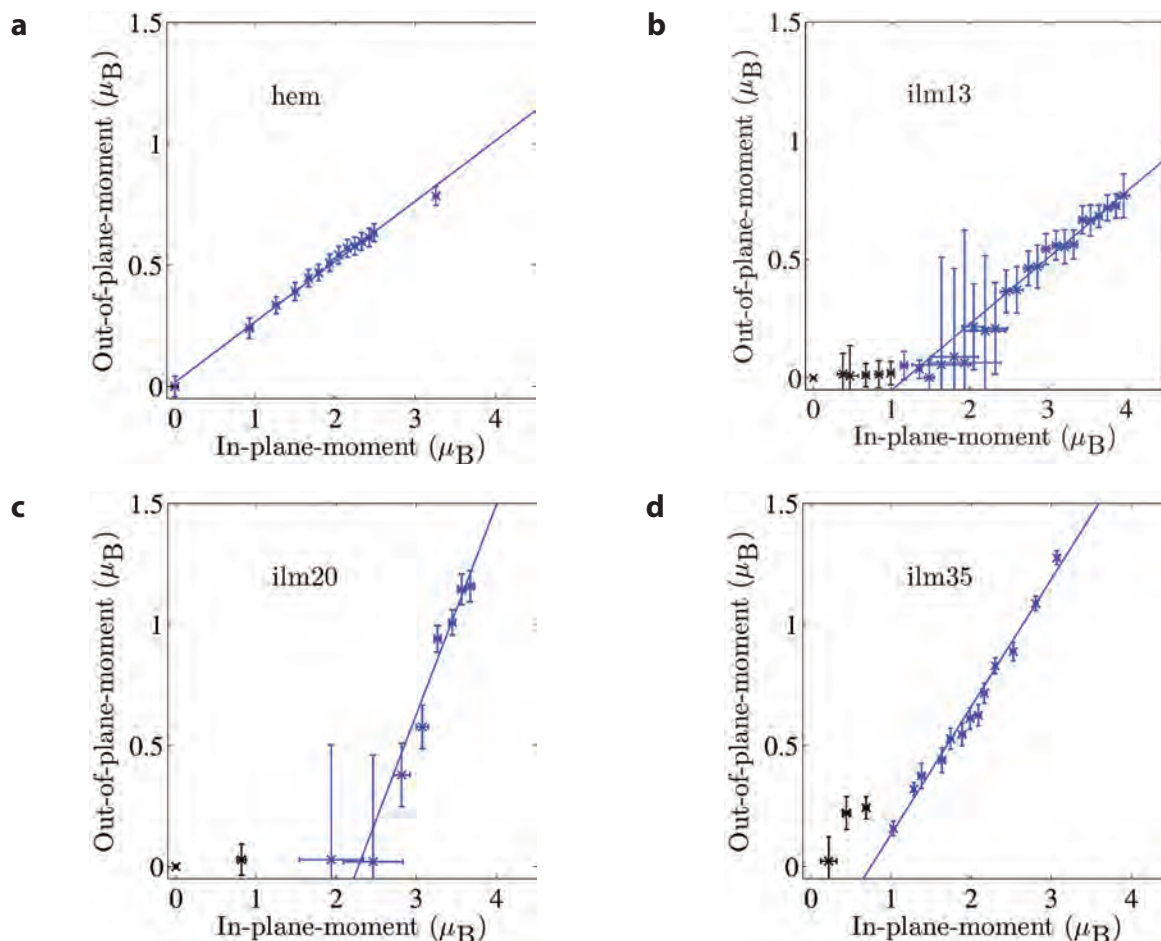 a
1.5
1
0.5
0
Out-of-plane-moment (μB)
hem
0 1 2 3 4
In-plane-moment (μB)
b
1.5
1
0.5
0
Out-of-plane-moment (μB)
ilm13
0 1 2 3 4
In-plane-moment (μB)
c
1.5
1
0.5
0
Out-of-plane-moment (μB)
ilm20
0 1 2 3 4
In-plane-moment (μB)
d
1.5
1
0.5
0
Out-of-plane-moment (μB)
ilm35
0 1 2 3 4
In-plane-moment (μB)